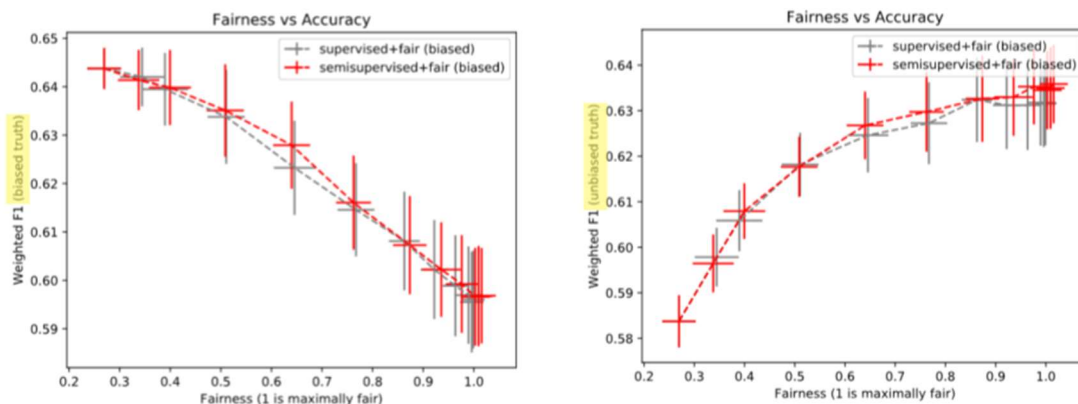 Fairness vs Accuracy
supervised+fair (biased)
semisupervised+fair (biased)
Weighted F1 (biased truth)
0.65
0.64
0.63
0.62
0.61
0.60
0.59
0.2 0.3 0.4 0.5 0.6 0.7 0.8 0.9 1.0
Fairness (1 is maximally fair)
Fairness vs Accuracy
supervised+fair (biased)
semisupervised+fair (biased)
Weighted F1 (unbiased truth)
0.64
0.63
0.62
0.61
0.60
0.59
0.58
0.2 0.3 0.4 0.5 0.6 0.7 0.8 0.9 1.0
Fairness (1 is maximally fair)